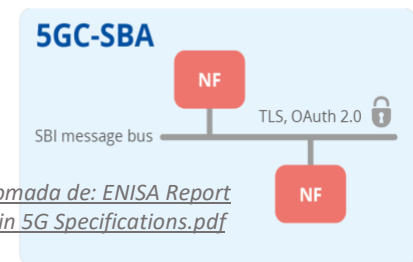 5GC-SBA
NF
TLS, OAuth 2.0
SBI message bus
omada de: ENISA Report
NF
in 5G Specifications.pdf